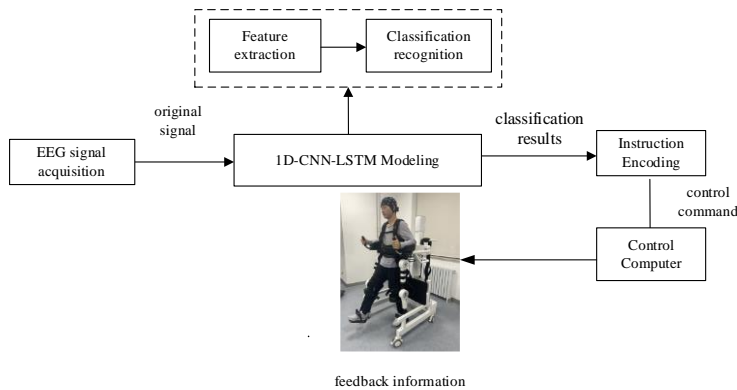 Feature
extraction
Classification
recognition
original
signal
classification
results
EEG signal
acquisition
1D-CNN-LSTM Modeling
Instruction
Encoding
control
command
Control
Computer
.
feedback information